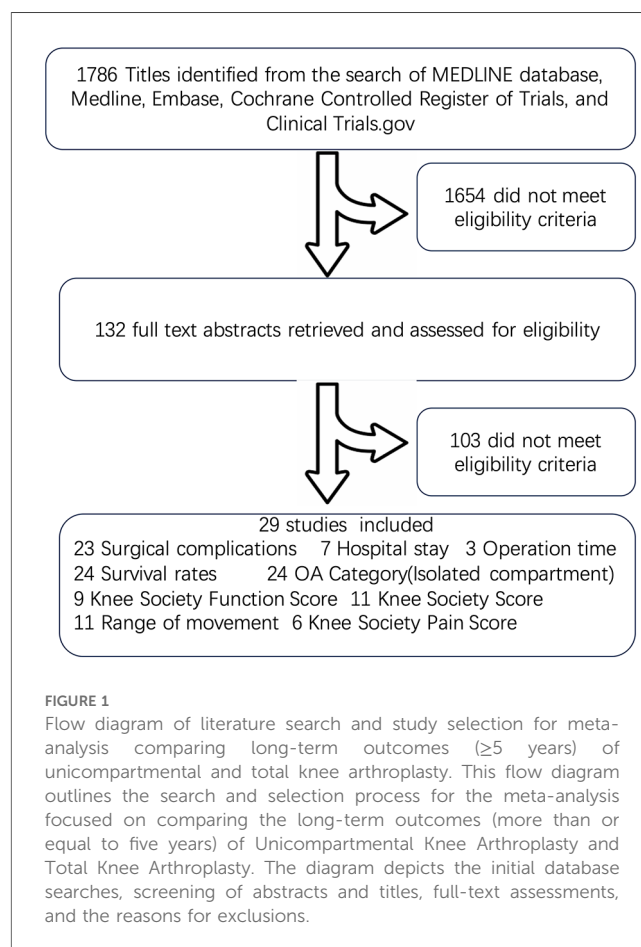 1786 Titles identified from the search of MEDLINE database,
Medline, Embase, Cochrane Controlled Register of Trials, and
Clinical Trials.gov
1654 did not meet
eligibility criteria
132 full text abstracts retrieved and assessed for eligibility
103 did not meet
eligibility criteria
29 studies included
23 Surgical complications 7 Hospital stay 3 Operation time
24 Survival rates 24 OA Category(Isolated compartment)
9 Knee Society Function Score 11 Knee Society Score
11 Range of movement 6 Knee Society Pain Score
FIGURE 1
Flow diagram of literature search and study selection for meta-
analysis comparing long-term outcomes (≥5 years) of
unicompartmental and total knee arthroplasty. This flow diagram
outlines the search and selection process for the meta-analysis
focused on comparing the long-term outcomes (more than or
equal to five years) of Unicompartmental Knee Arthroplasty and
Total Knee Arthroplasty. The diagram depicts the initial database
searches, screening of abstracts and titles, full-text assessments,
and the reasons for exclusions.